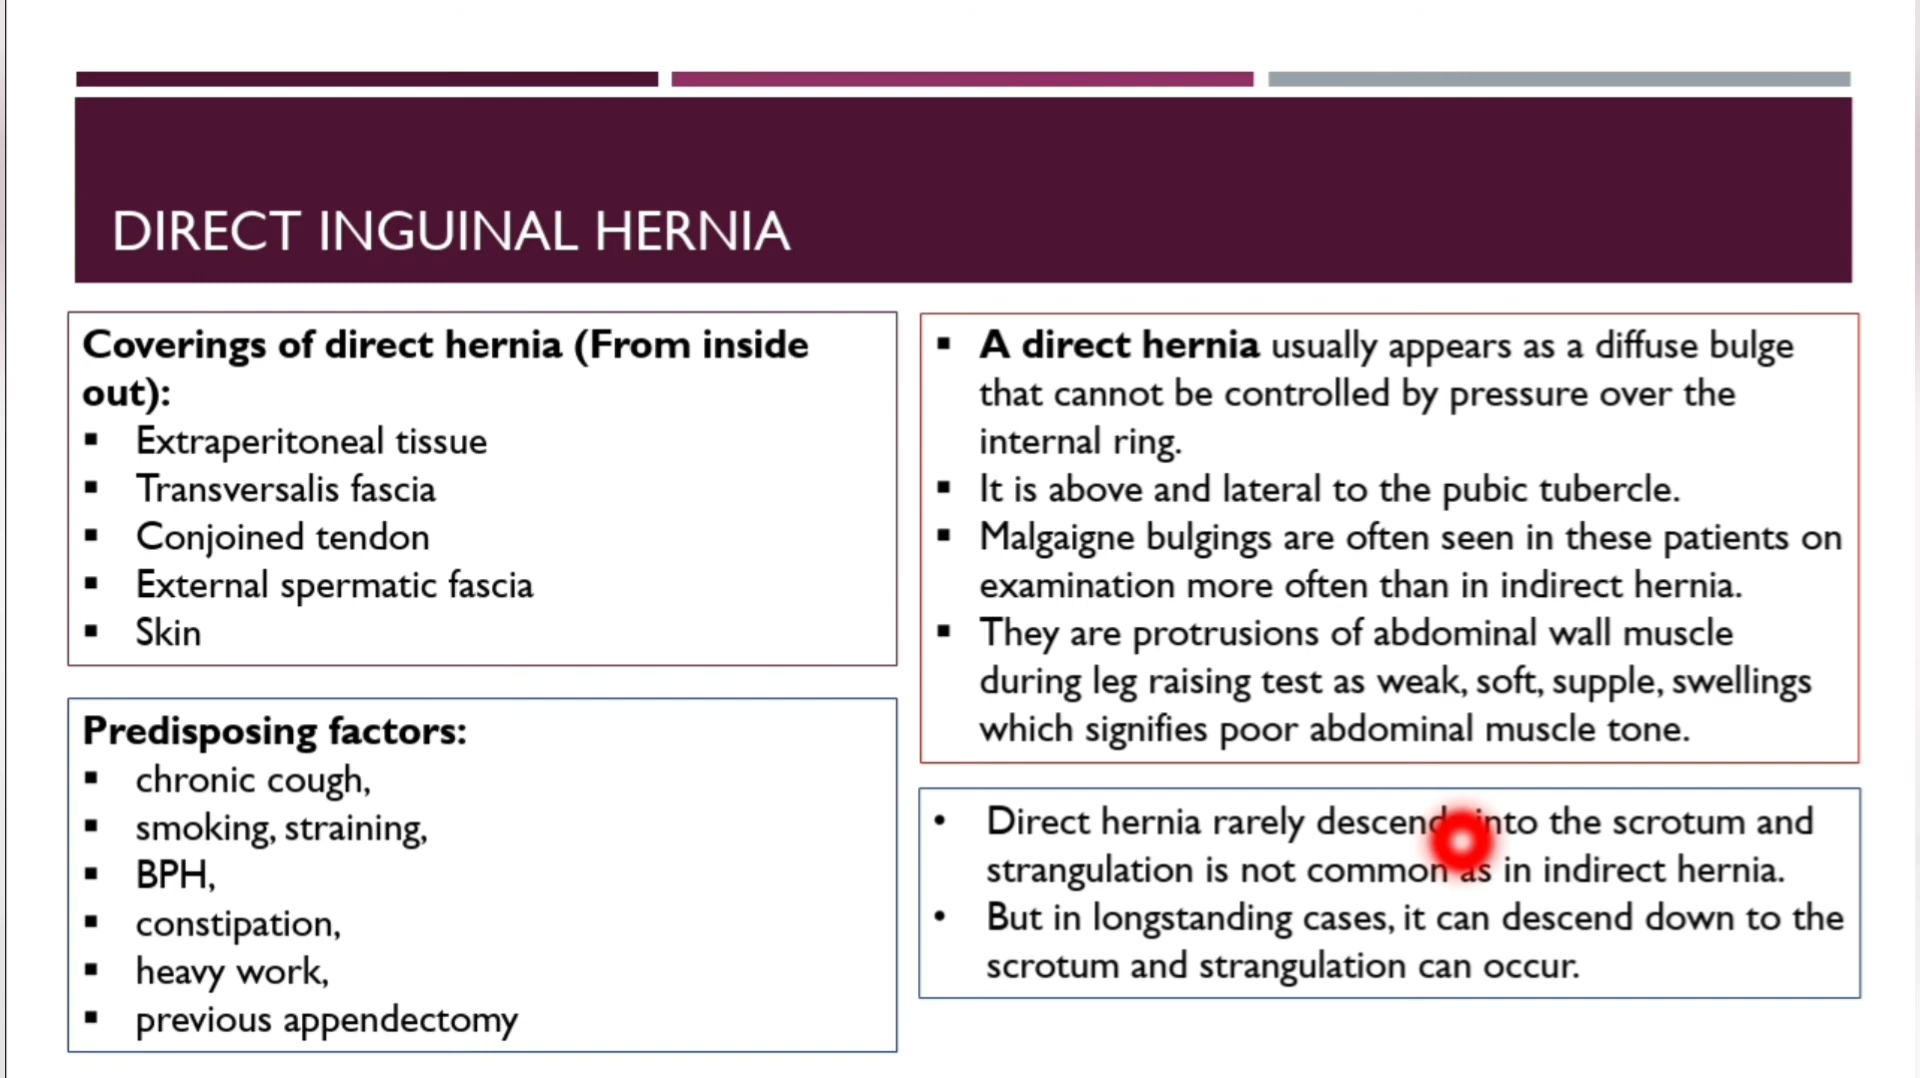 DIRECT INGUINAL HERNIA
Coverings of direct hernia (From inside
out):
▪ Extraperitoneal tissue
▪ Transversalis fascia
▪ Conjoined tendon
▪ External spermatic fascia
▪ Skin
Predisposing factors:
▪ chronic cough,
▪ smoking, straining,
▪ BPH,
▪ constipation,
▪ heavy work,
▪ previous appendectomy
▪ A direct hernia usually appears as a diffuse bulge
that cannot be controlled by pressure over the
internal ring.
▪ It is above and lateral to the pubic tubercle.
▪ Malgaigne bulgings are often seen in these patients on
examination more often than in indirect hernia.
▪ They are protrusions of abdominal wall muscle
during leg raising test as weak, soft, supple, swellings
which signifies poor abdominal muscle tone.
• Direct hernia rarely descends into the scrotum and
strangulation is not common as in indirect hernia.
• But in longstanding cases, it can descend down to the
scrotum and strangulation can occur.